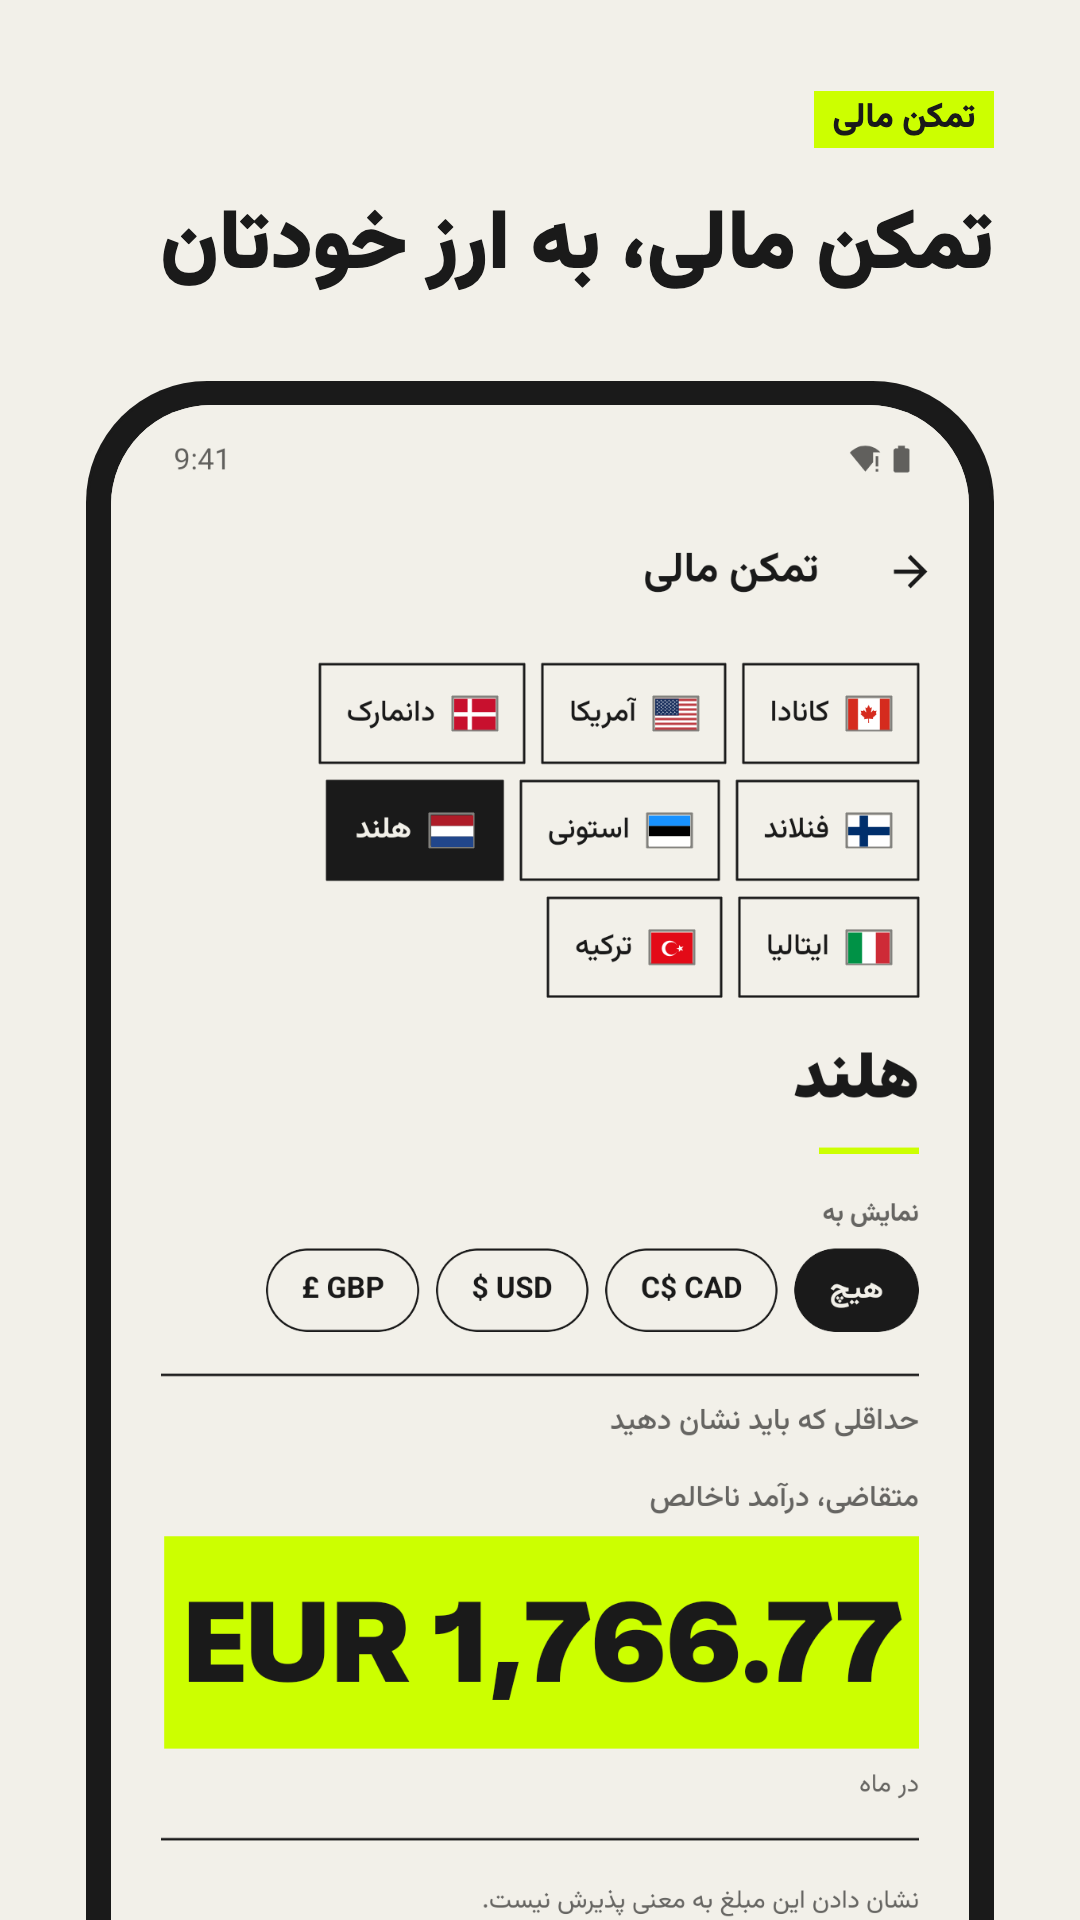 تمکن مالی
تمکن مالی، به ارز خودتان
9:41
تمکن مالی
کانادا آمریکا دانمارک
فنلاند استونی هلند
ایتالیا ترکیه
هلند
نمایش به
هیچ C$ CAD $ USD £ GBP
حداقلی که باید نشان دهید
متقاضی، درآمد ناخالص
EUR 1,766.77
در ماه
نشان دادن این مبلغ به معنی پذیرش نیست.